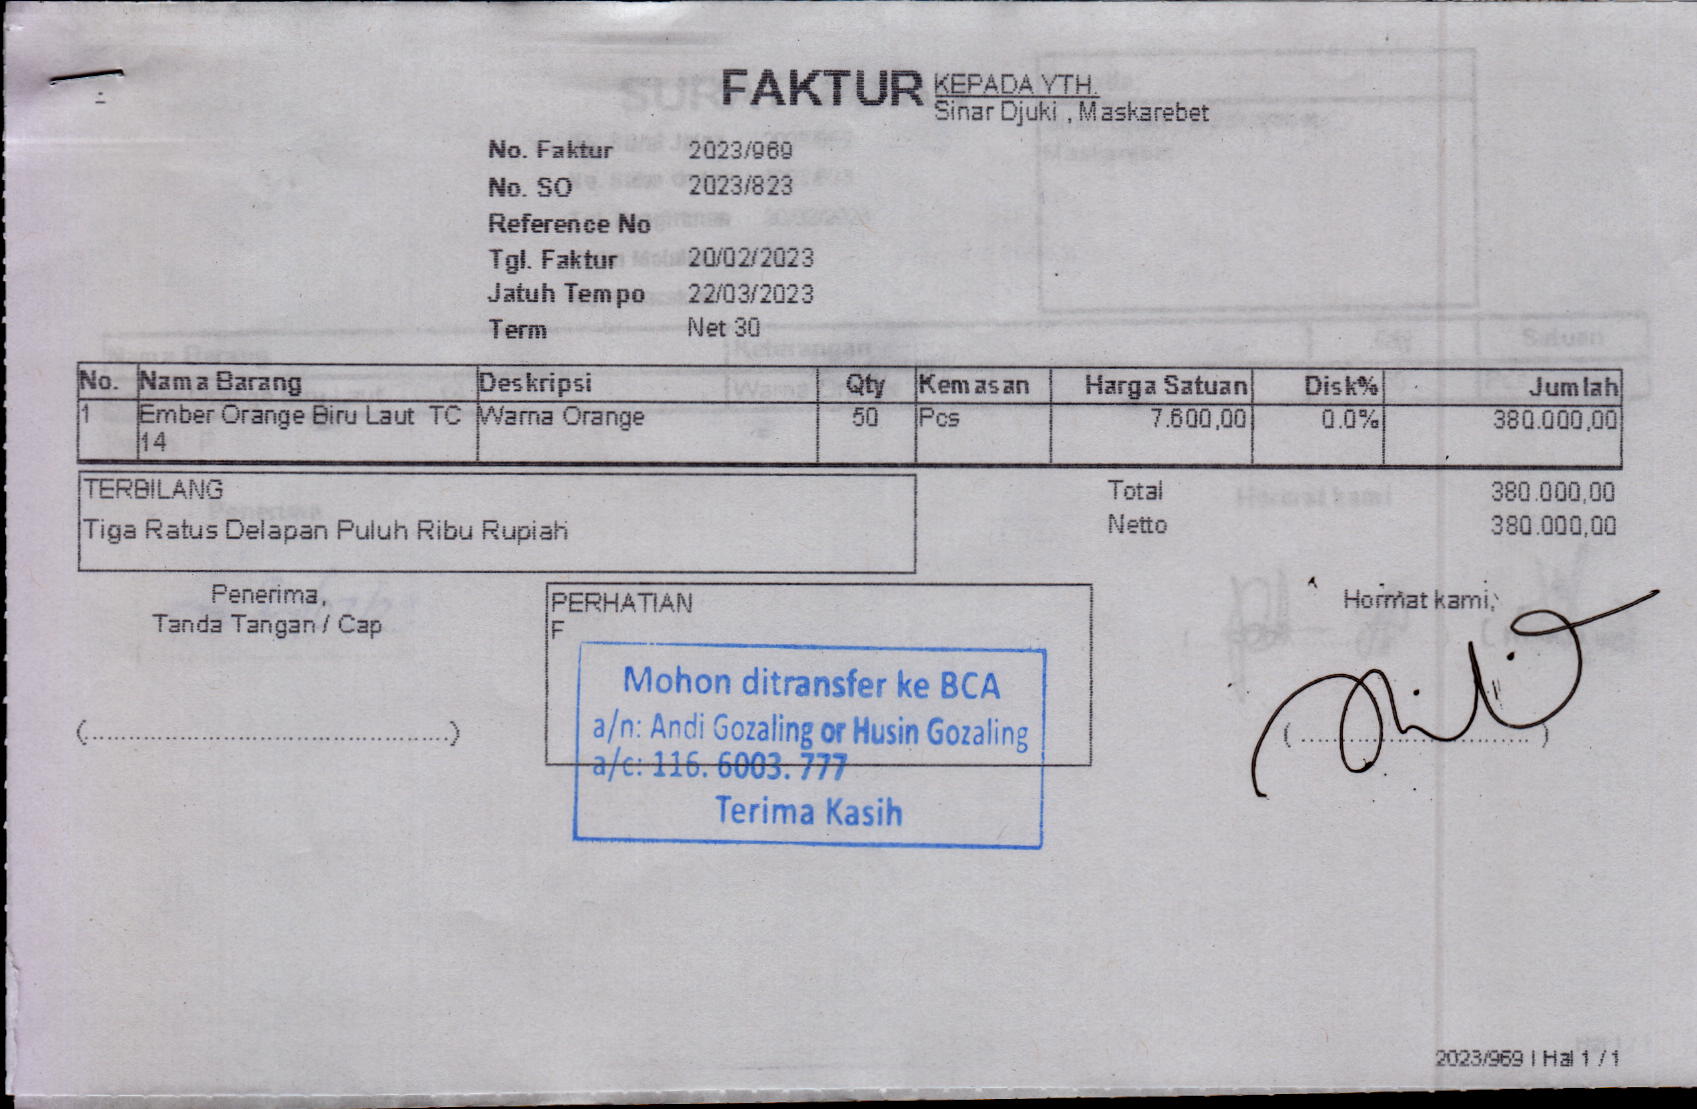 FAKTUR
KEPADA YTH.
Sinar Djuki , Maskarebet
No. Faktur 2023/969
No. SO 2023/823
Reference No
Tgl. Faktur 20/02/2023
Jatuh Tempo 22/03/2023
Term Net 30
No. Nama Barang Deskripsi Qty Kemasan Harga Satuan Disk% Jumlah
1 Ember Orange Biru Laut TC Warna Orange 50 Pcs 7.600,00 0.0% 380.000,00
14
TERBILANG
Tiga Ratus Delapan Puluh Ribu Rupiah
Total 380.000,00
Netto 380.000,00
Penerima,
Tanda Tangan / Cap
(..................................................)
PERHATIAN
F
Mohon ditransfer ke BCA
a/n: Andi Gozaling or Husin Gozaling
a/c: 116. 6003. 777
Terima Kasih
Hormat kami,
(................................)
2023/969 | Hal 1 / 1